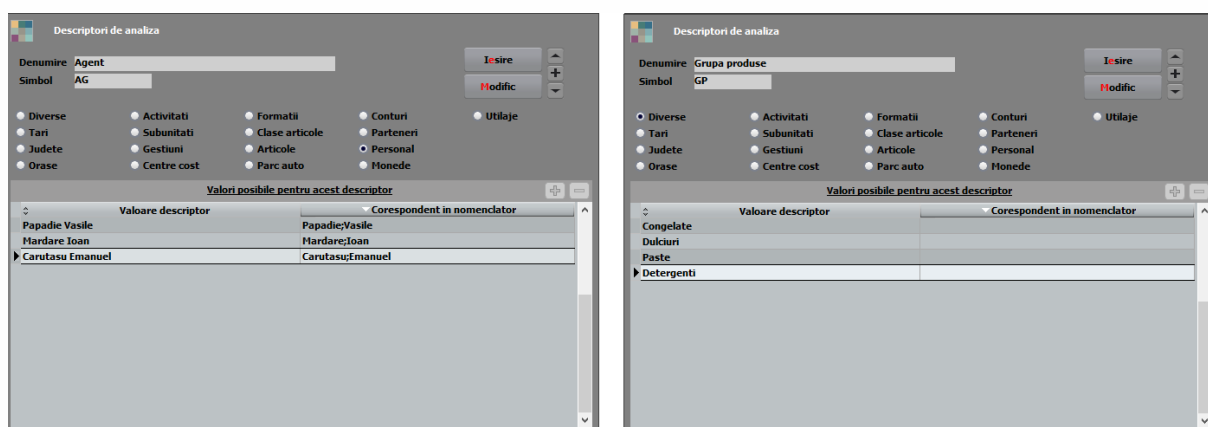 Descriptori de analiza
Denumire Agent
Simbol AG
Iesire
Modific
Diverse Activitati Formatii Conturi Utilaje
Tari Subunitati Clase articole Parteneri
Judete Gestiuni Articole Personal
Orase Centre cost Parc auto Monede
Valori posibile pentru acest descriptor
Valoare descriptor Corespondent in nomenclator
Papadie Vasile Papadie;Vasile
Mardare Ioan Mardare;Ioan
Carutasu Emanuel Carutasu;Emanuel
Descriptori de analiza
Denumire Grupa produse
Simbol GP
Iesire
Modific
Diverse Activitati Formatii Conturi Utilaje
Tari Subunitati Clase articole Parteneri
Judete Gestiuni Articole Personal
Orase Centre cost Parc auto Monede
Valori posibile pentru acest descriptor
Valoare descriptor Corespondent in nomenclator
Congelate
Dulciuri
Paste
Detergenti